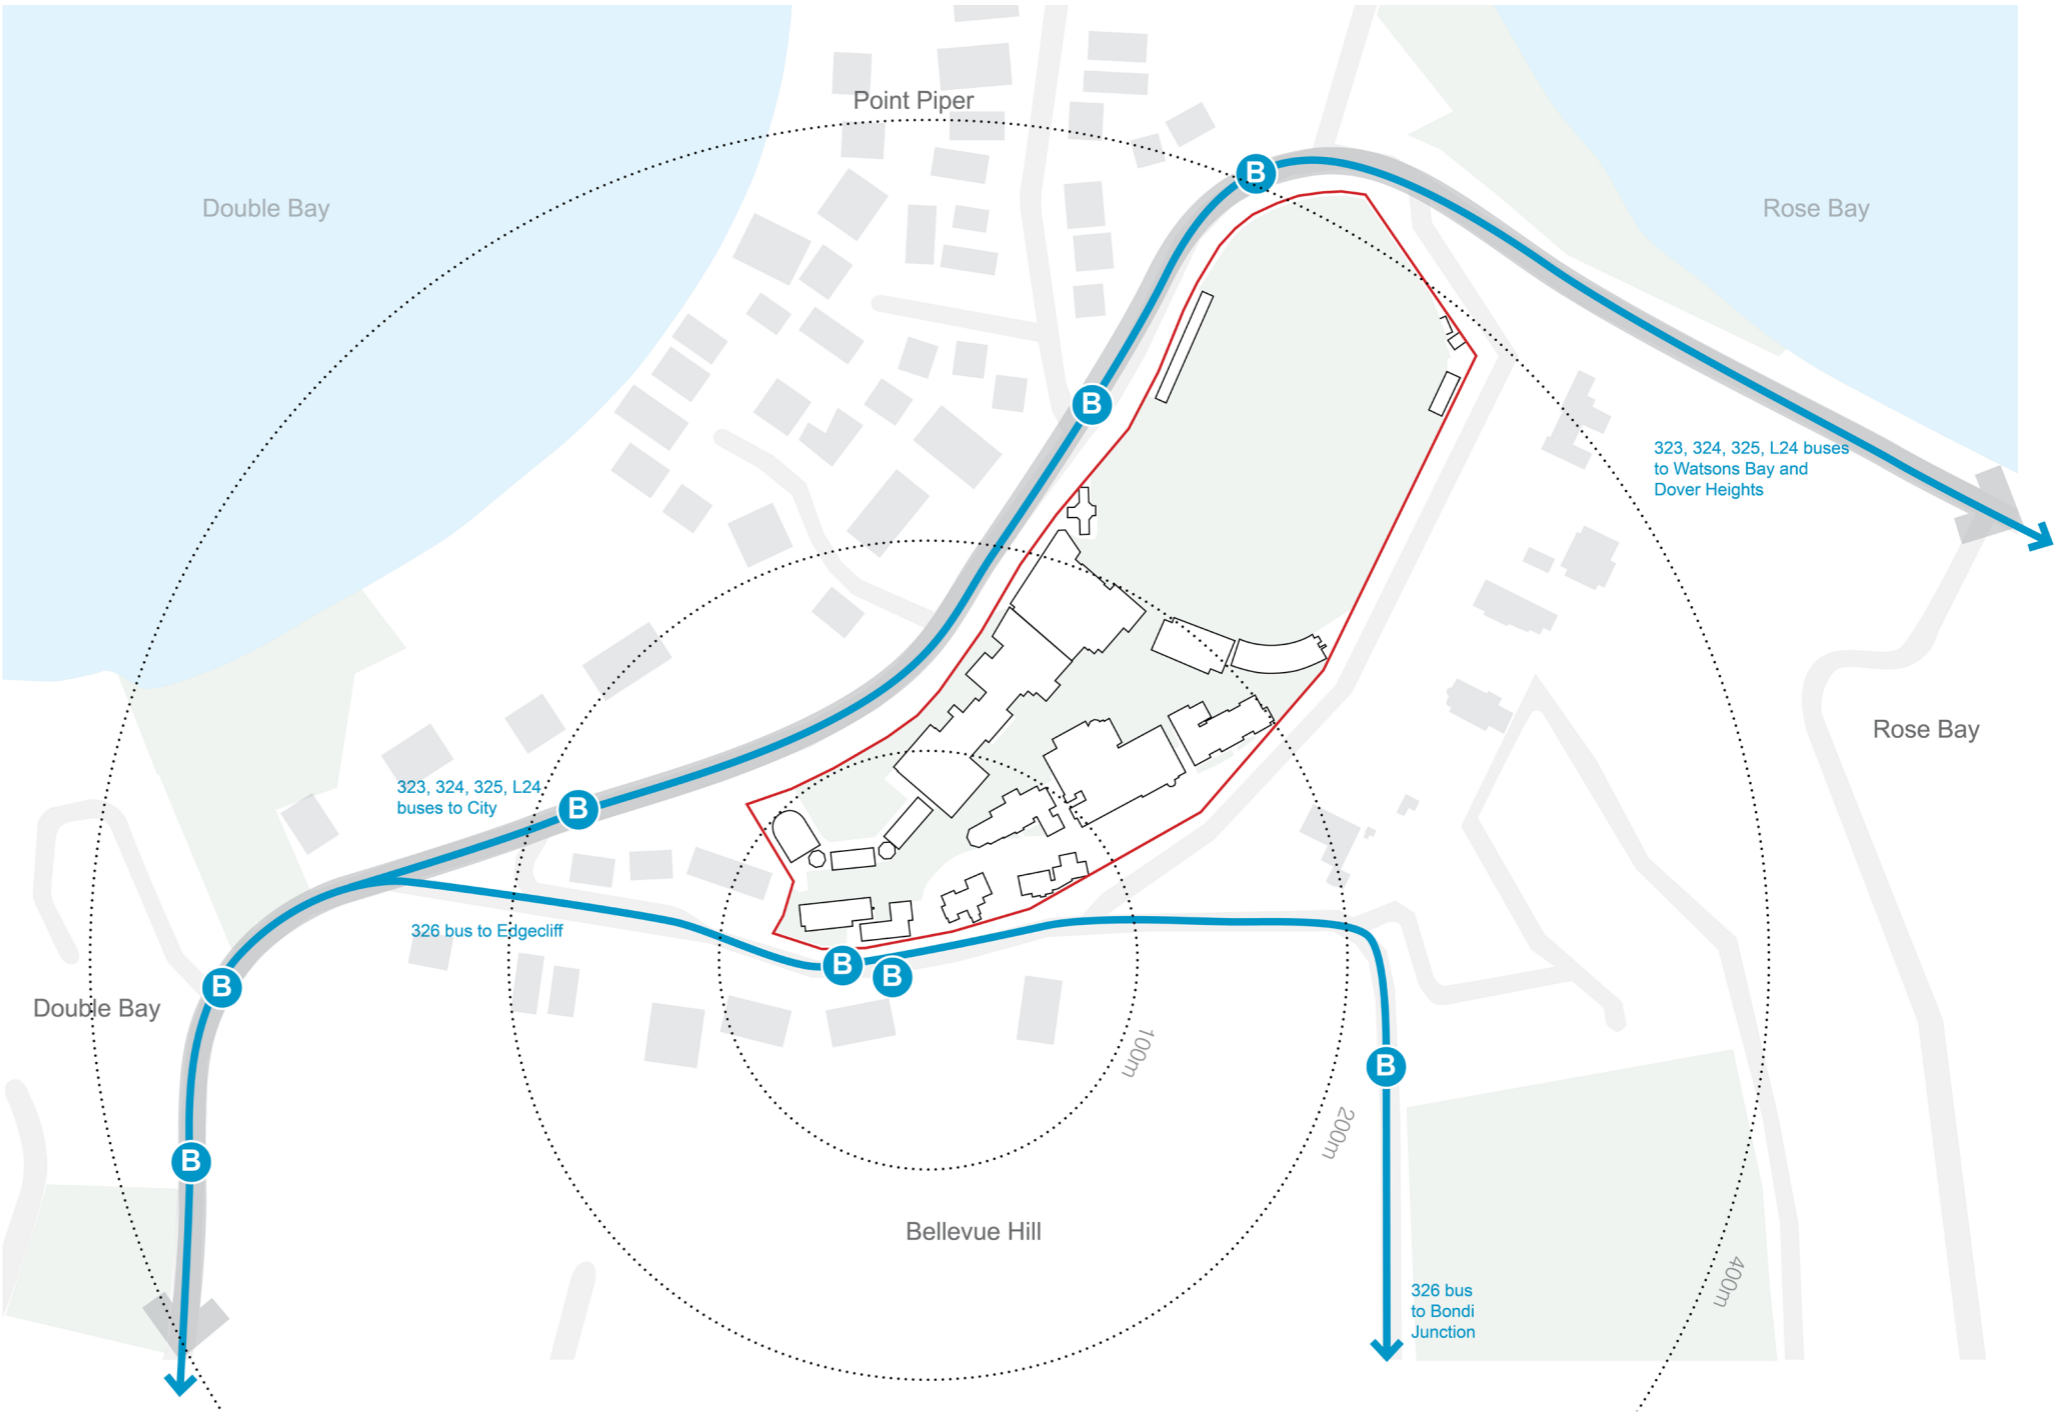 Point Piper
B
Double Bay
Rose Bay
B
323, 324, 325, L24 buses
to Watsons Bay and
Dover Heights
Rose Bay
323, 324, 325, L24
buses to City
B
326 bus to Edgecliff
B
B
B
Double Bay
100m
B
200m
B
Bellevue Hill
400m
326 bus
to Bondi
Junction